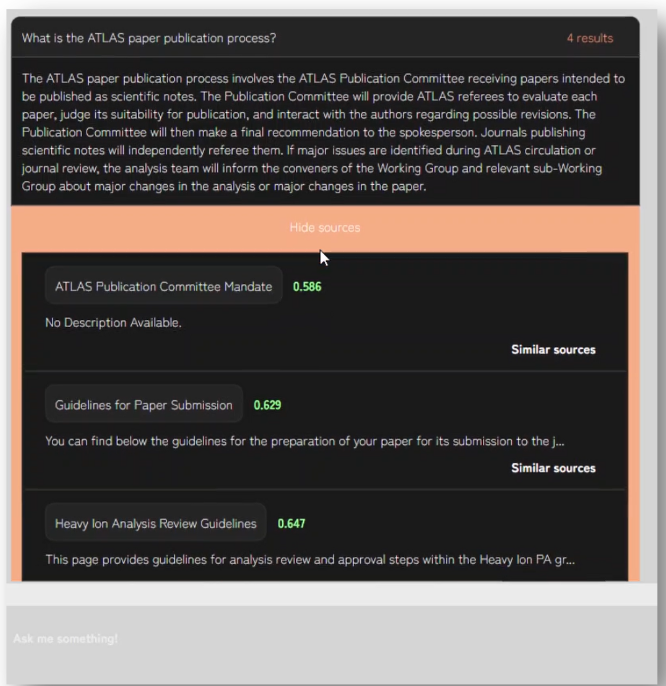 What is the ATLAS paper publication process? 4 results
The ATLAS paper publication process involves the ATLAS Publication Committee receiving papers intended to
be published as scientific notes. The Publication Committee will provide ATLAS referees to evaluate each
paper, judge its suitability for publication, and interact with the authors regarding possible revisions. The
Publication Committee will then make a final recommendation to the spokesperson. Journals publishing
scientific notes will independently referee them. If major issues are identified during ATLAS circulation or
journal review, the analysis team will inform the conveners of the Working Group and relevant sub-Working
Group about major changes in the analysis or major changes in the paper.
Hide sources
ATLAS Publication Committee Mandate 0.586
No Description Available.
Similar sources
Guidelines for Paper Submission 0.629
You can find below the guidelines for the preparation of your paper for its submission to the j...
Similar sources
Heavy Ion Analysis Review Guidelines 0.647
This page provides guidelines for analysis review and approval steps within the Heavy Ion PA gr...
Ask me something!